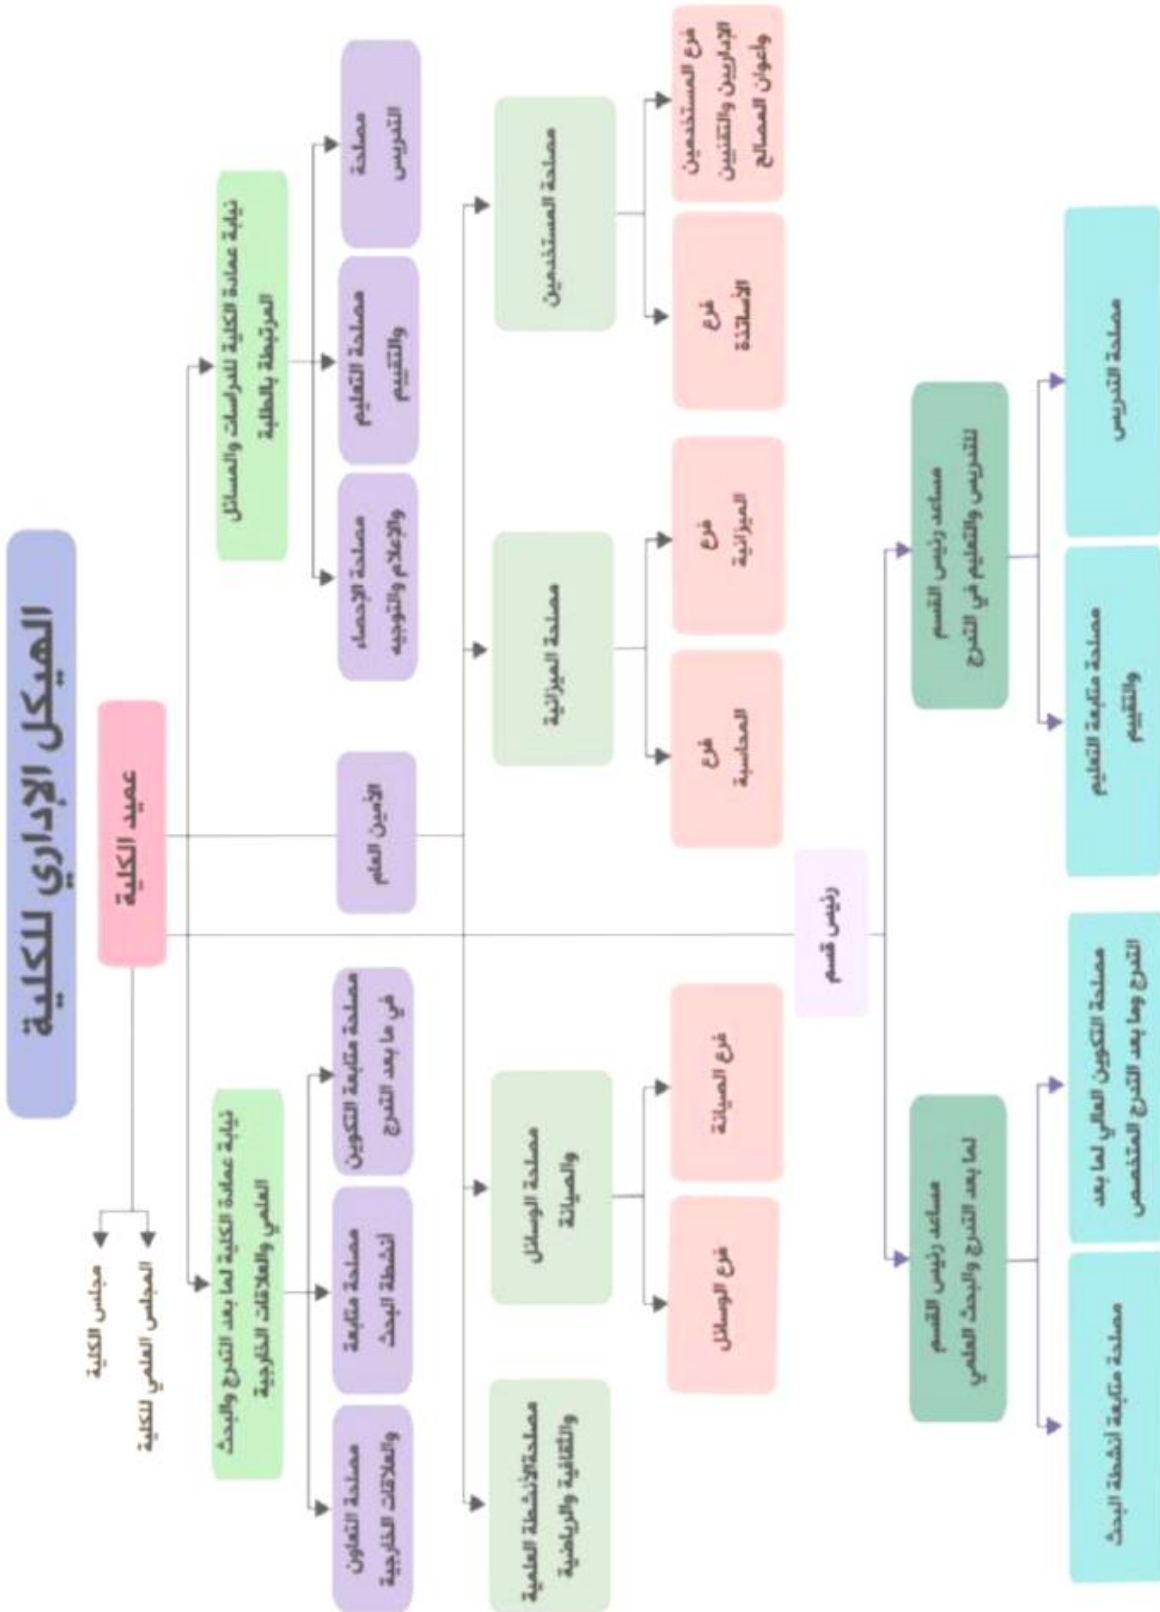 الهيكل الإداري للكلية
عميد الكلية
مجلس الكلية
المجلس العلمي للكلية
نيابة عمادة الكلية للدراسات والمسائل
المرتبطة بالطلبة
نيابة عمادة الكلية لما بعد التدرج والبحث
العلمي والعلاقات الخارجية
مصلحة
التدريس
مصلحة التعليم
والتقييم
مصلحة الإحصاء
والإعلام والتوجيه
الأمين العام
مصلحة متابعة التكوين
في ما بعد التدرج
مصلحة متابعة
أنشطة البحث
مصلحة التعاون
والعلاقات الخارجية
مصلحة المستخدمين
مصلحة الميزانية
مصلحة الوسائل
والصيانة
مصلحةالأنشطة العلمية
والثقافية والرياضية
فرع المستخدمين
الإداريين والتقنيين
وأعوان المصالح
فرع
الأساتذة
فرع
الميزانية
فرع
المحاسبة
فرع الصيانة
فرع الوسائل
رئيس قسم
مساعد رئيس القسم
للتدريس والتعليم في التدرج
مساعد رئيس القسم
لما بعد التدرج والبحث العلمي
مصلحة التدريس
مصلحة متابعة التعليم
والتقييم
مصلحة التكوين العالي لما بعد
التدرج وما بعد التدرج المتخصص
مصلحة متابعة أنشطة البحث